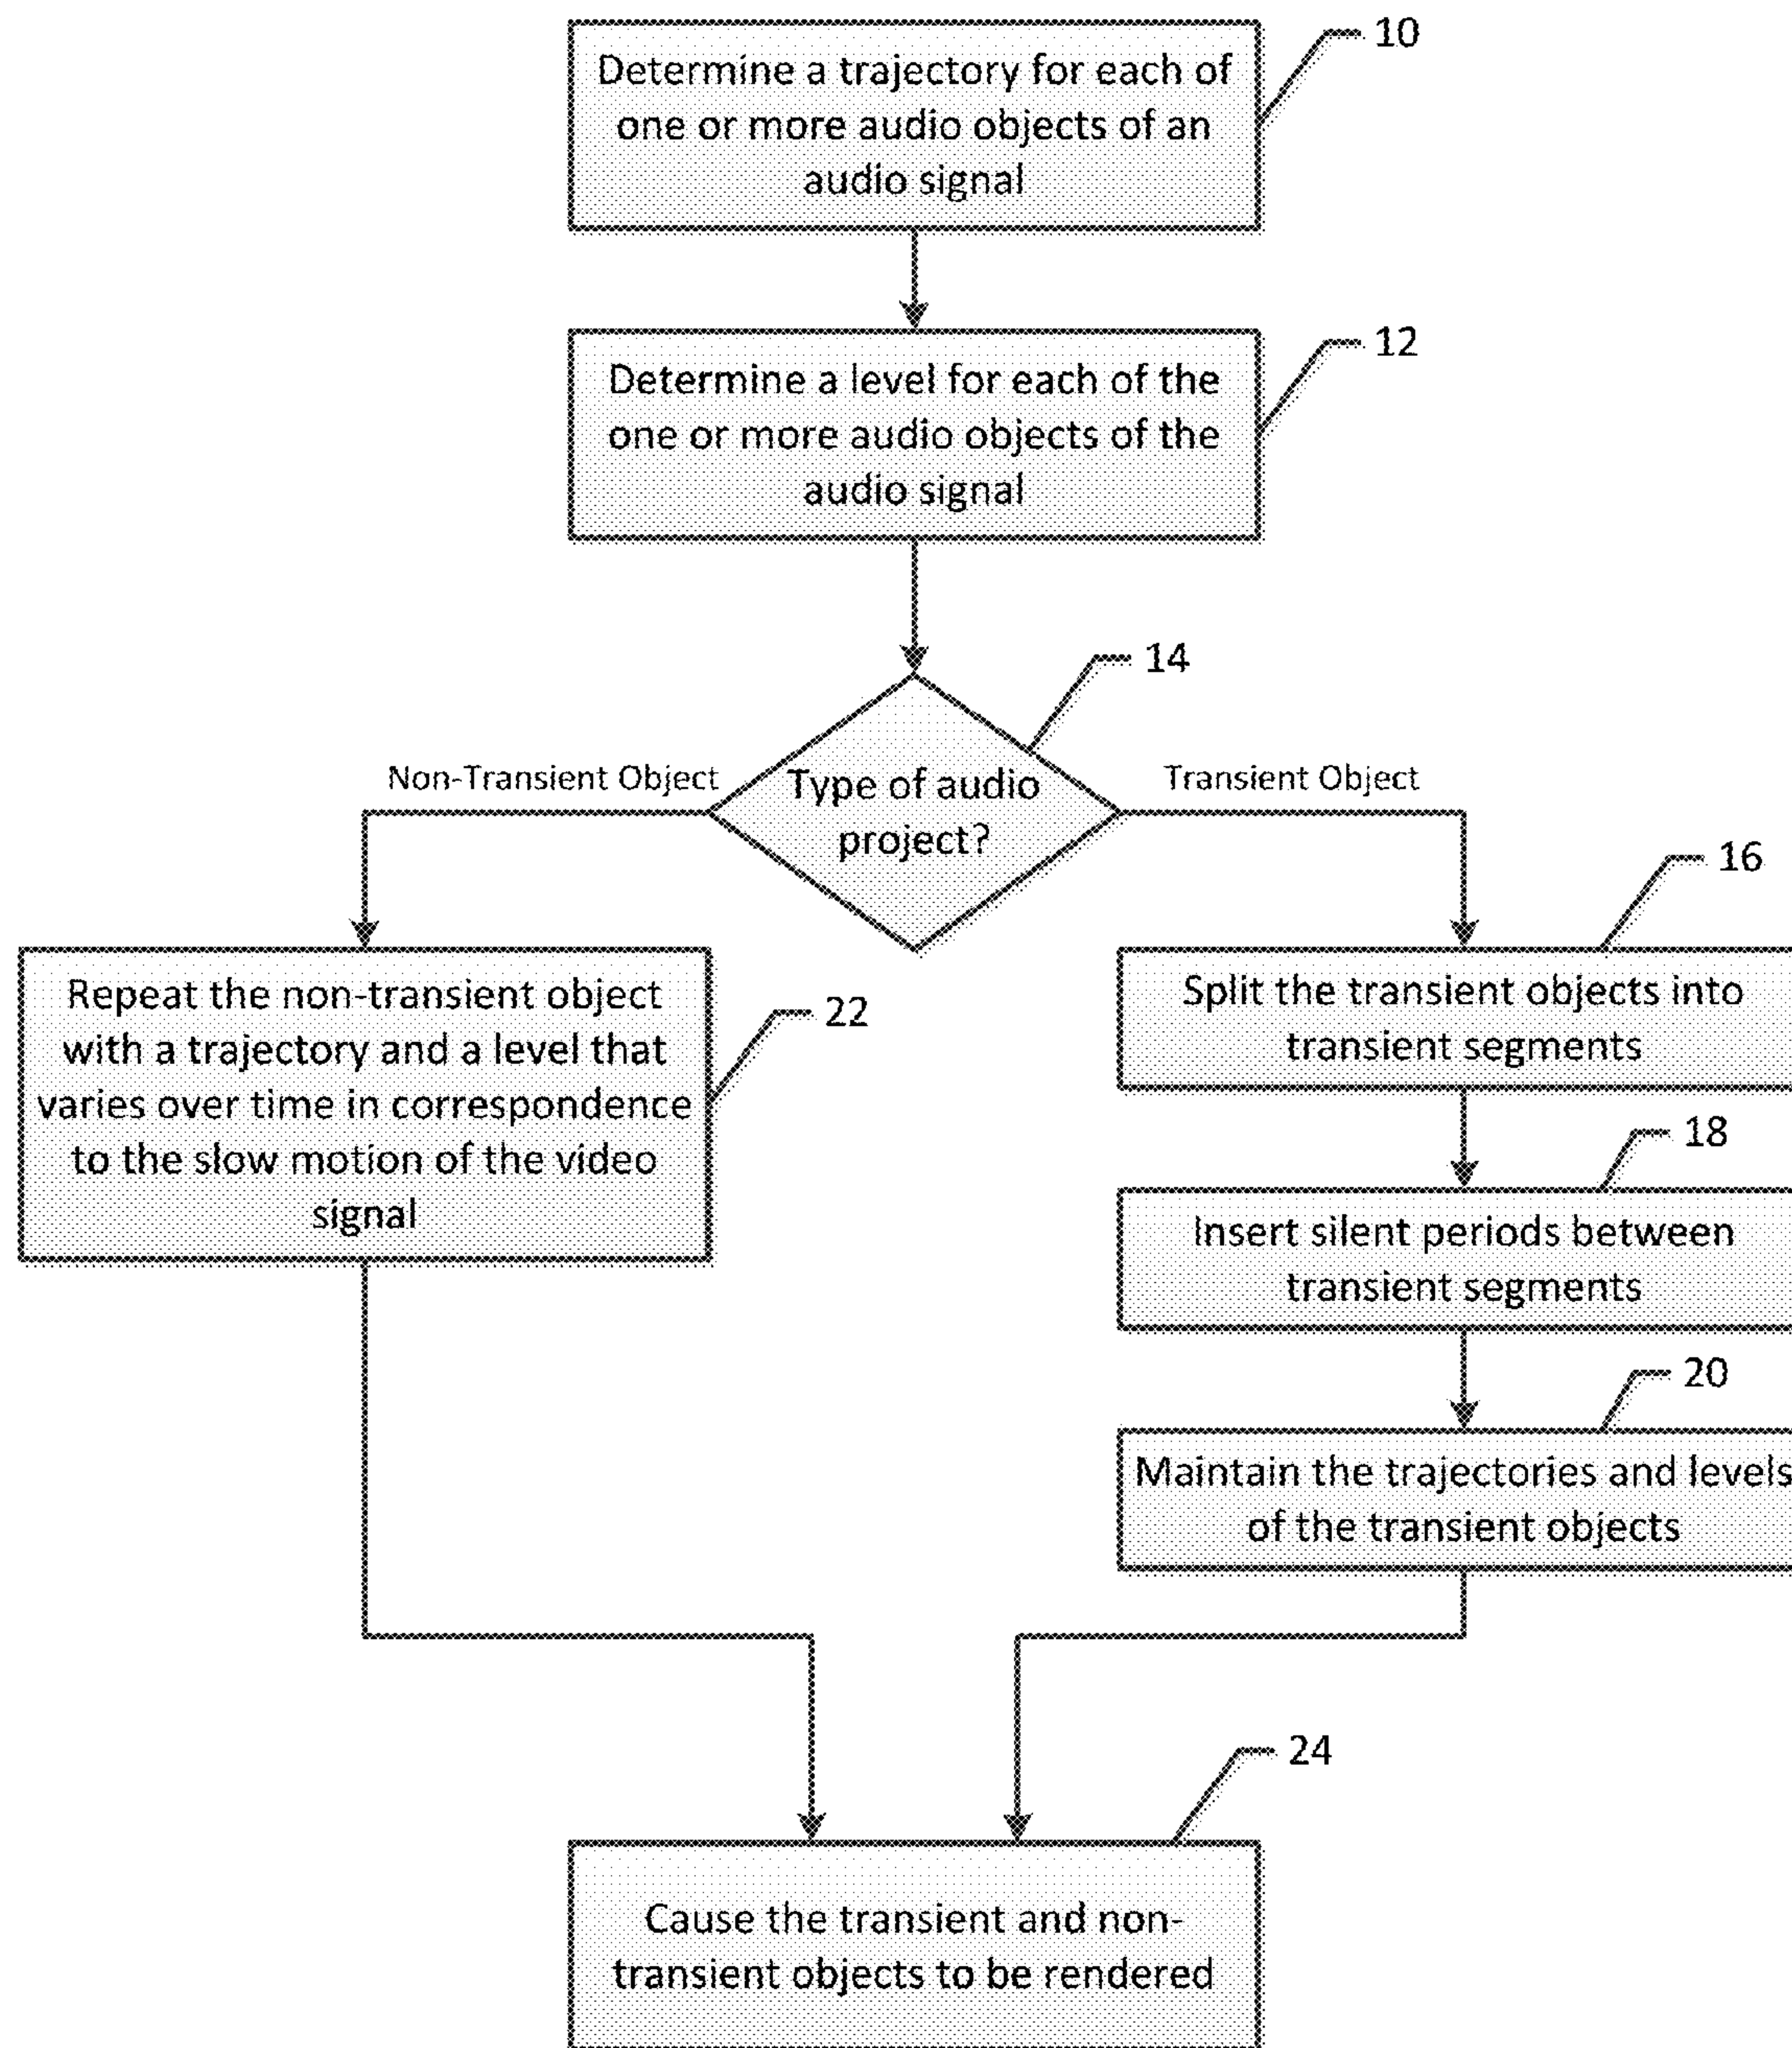 10
Determine a trajectory for each of
one or more audio objects of an
audio signal
12
Determine a level for each of the
one or more audio objects of the
audio signal
14
Non-Transient Object
Type of audio
project?
Transient Object
16
Split the transient objects into
transient segments
Repeat the non-transient object
with a trajectory and a level that
varies over time in correspondence
to the slow motion of the video
signal
22
18
Insert silent periods between
transient segments
20
Maintain the trajectories and levels
of the transient objects
24
Cause the transient and non-
transient objects to be rendered